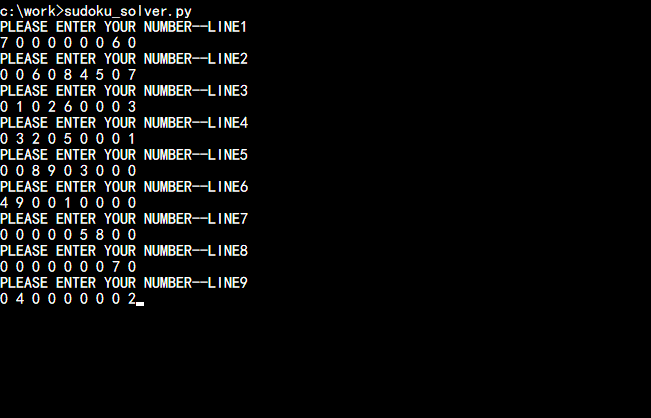 c:\work>sudoku_solver.py
PLEASE ENTER YOUR NUMBER--LINE1
7 0 0 0 0 0 0 6 0
PLEASE ENTER YOUR NUMBER--LINE2
0 0 6 0 8 4 5 0 7
PLEASE ENTER YOUR NUMBER--LINE3
0 1 0 2 6 0 0 0 3
PLEASE ENTER YOUR NUMBER--LINE4
0 3 2 0 5 0 0 0 1
PLEASE ENTER YOUR NUMBER--LINE5
0 0 8 9 0 3 0 0 0
PLEASE ENTER YOUR NUMBER--LINE6
4 9 0 0 1 0 0 0 0
PLEASE ENTER YOUR NUMBER--LINE7
0 0 0 0 0 5 8 0 0
PLEASE ENTER YOUR NUMBER--LINE8
0 0 0 0 0 0 0 7 0
PLEASE ENTER YOUR NUMBER--LINE9
0 4 0 0 0 0 0 0 2